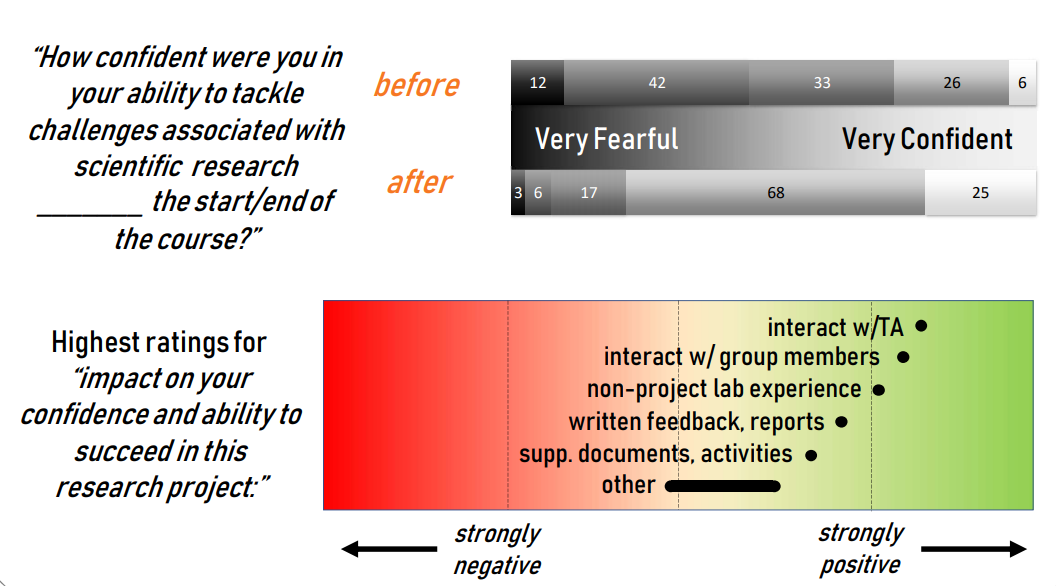 “How confident were you in
your ability to tackle
challenges associated with
scientific research
_______ the start/end of
the course?”
before
12 42 33 26 6
Very Fearful Very Confident
after
3 6 17 68 25
Highest ratings for
“impact on your
confidence and ability to
succeed in this
research project:”
interact w/TA
interact w/ group members
non-project lab experience
written feedback, reports
supp. documents, activities
other
strongly
negative
strongly
positive